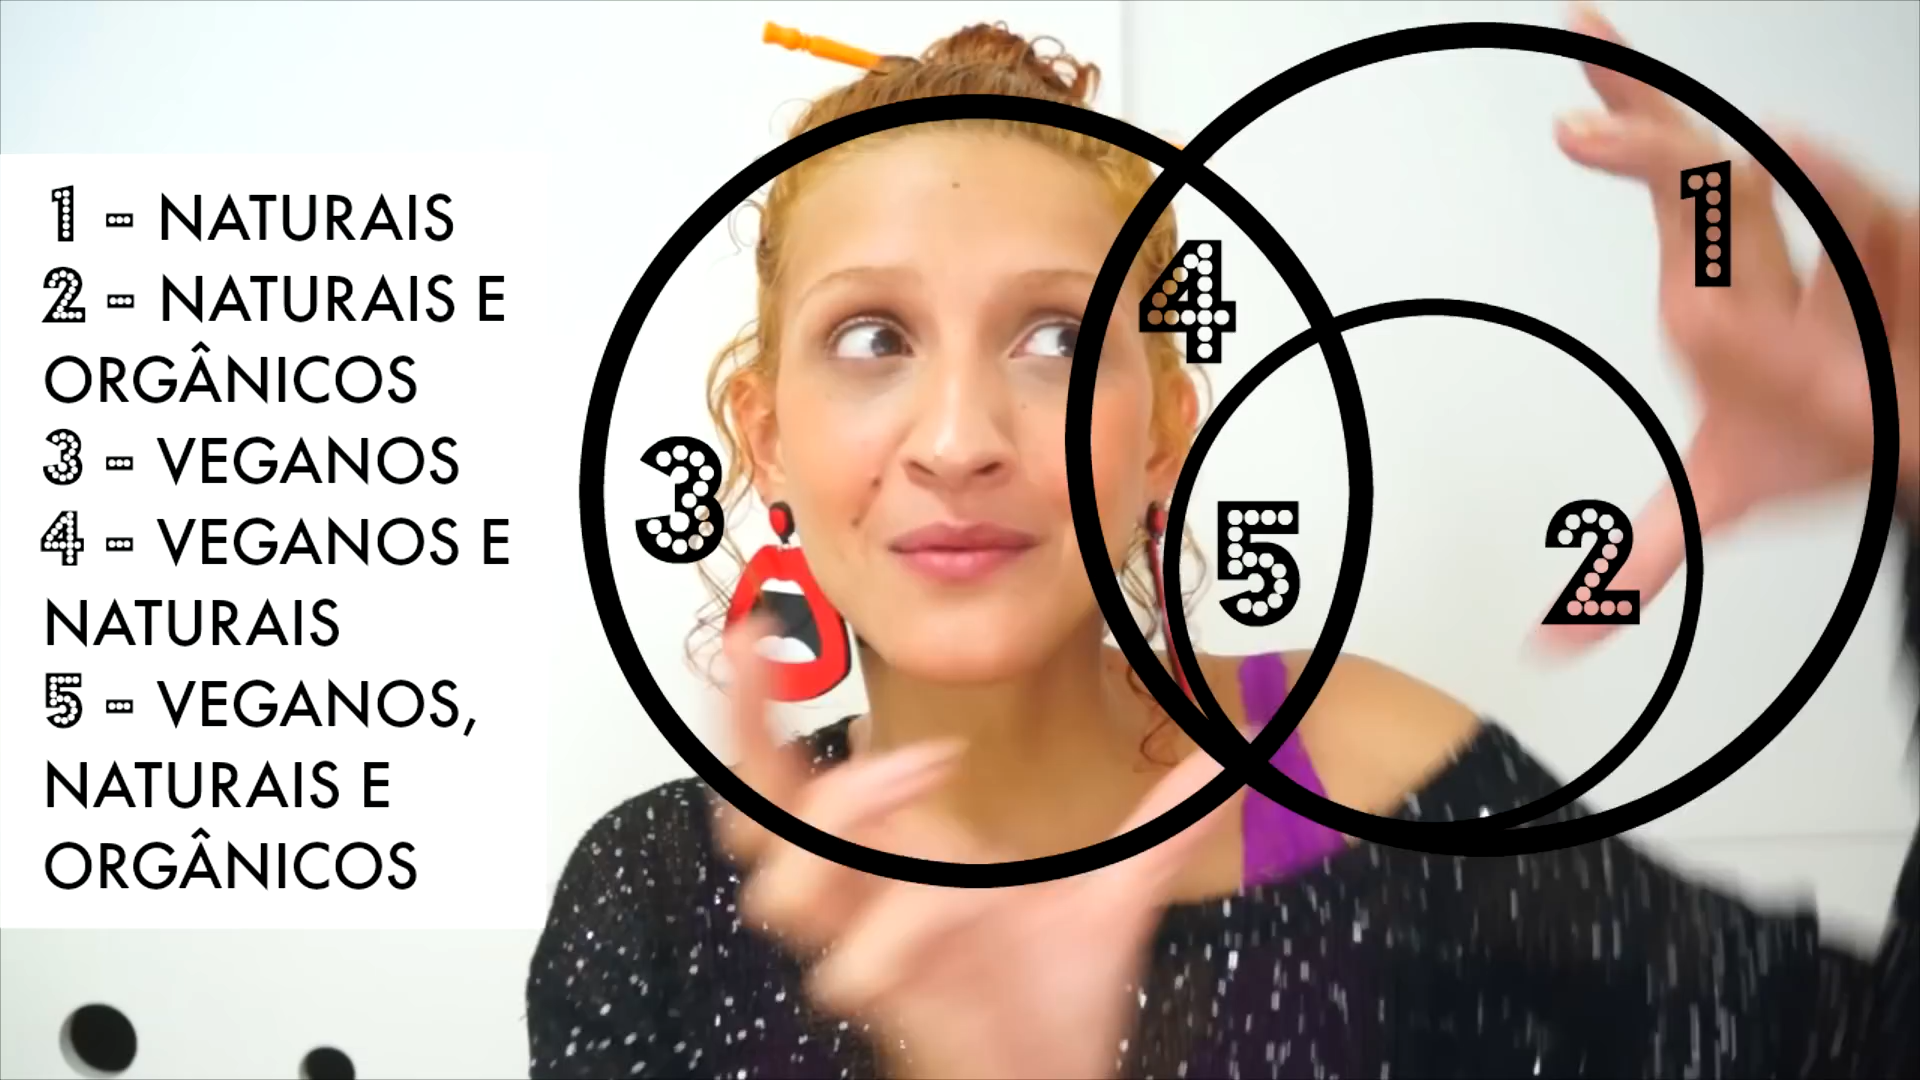 1 - NATURAIS
2 - NATURAIS E
ORGÂNICOS
3 - VEGANOS
4 - VEGANOS E
NATURAIS
5 - VEGANOS,
NATURAIS E
ORGÂNICOS
1
4
3
5
2